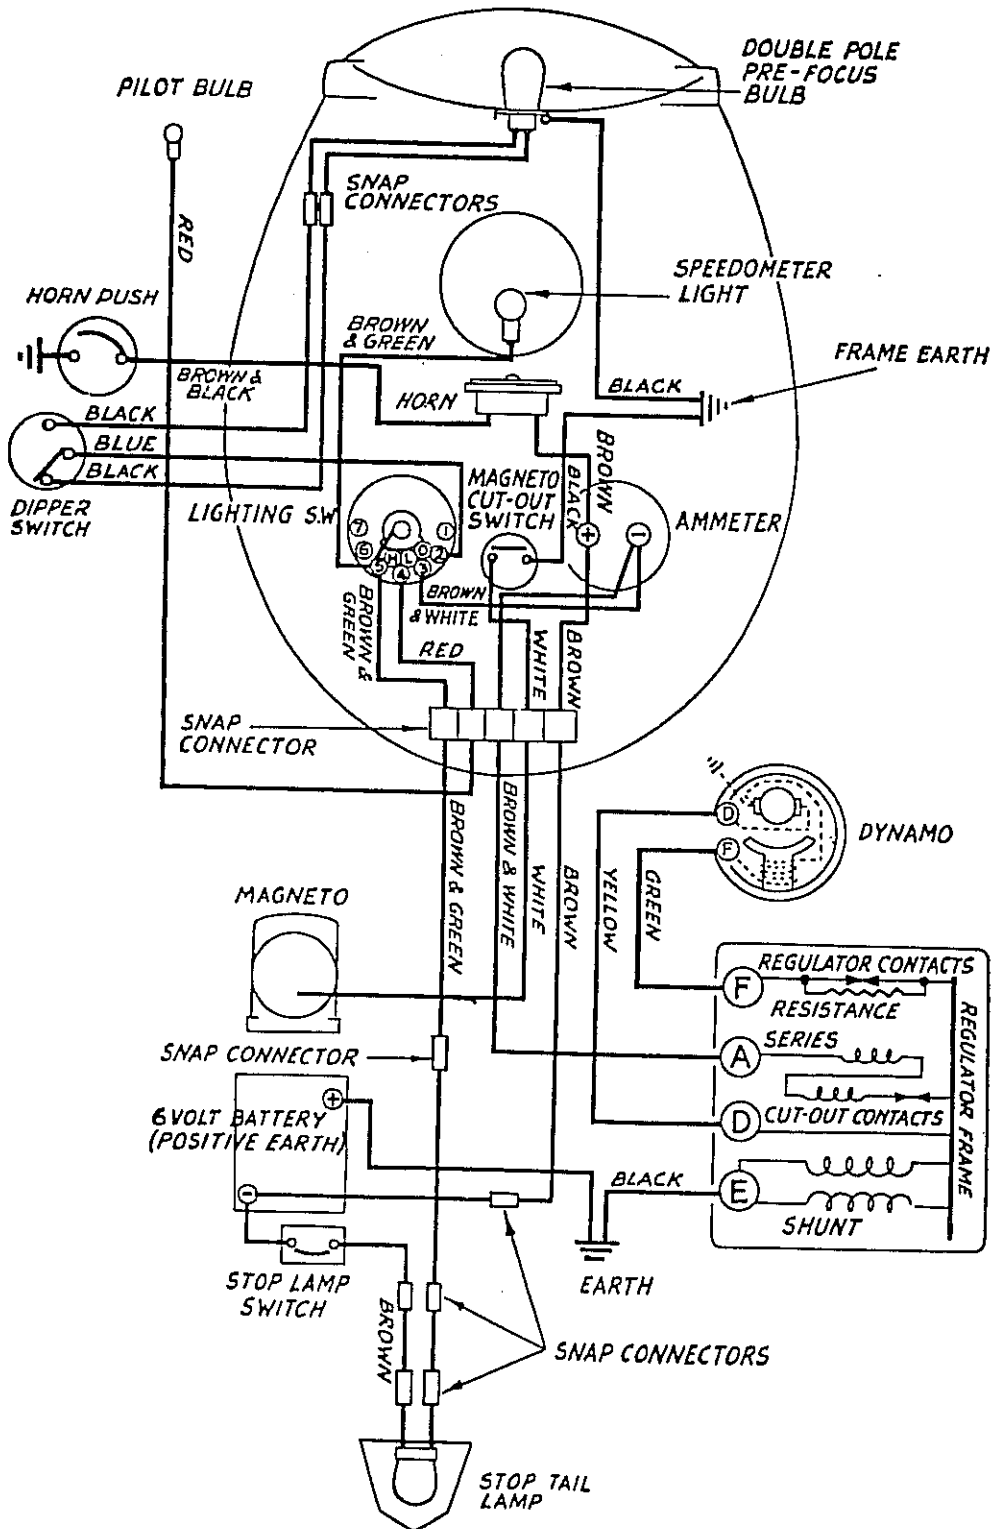 DOUBLE POLE
PRE-FOCUS
BULB
PILOT BULB
SNAP
CONNECTORS
RED
SPEEDOMETER
LIGHT
HORN PUSH
BROWN
& GREEN
FRAME EARTH
BROWN &
BLACK
HORN
BLACK
BLACK
BLUE
BLACK
BROWN
BLACK
MAGNETO
CUT-OUT
SWITCH
DIPPER
SWITCH
LIGHTING S.W.
AMMETER
7
1
6
H
L
O
2
5
4
3
+
−
BROWN
& WHITE
BROWN &
GREEN
RED
WHITE
BROWN
SNAP
CONNECTOR
D
F
DYNAMO
BROWN & GREEN
BROWN & WHITE
WHITE
BROWN
YELLOW
GREEN
MAGNETO
REGULATOR CONTACTS
F
RESISTANCE
SERIES
A
REGULATOR FRAME
SNAP CONNECTOR
+
6 VOLT BATTERY
(POSITIVE EARTH)
D
CUT-OUT CONTACTS
BLACK
E
SHUNT
−
STOP LAMP
SWITCH
EARTH
BROWN
SNAP CONNECTORS
STOP TAIL
LAMP